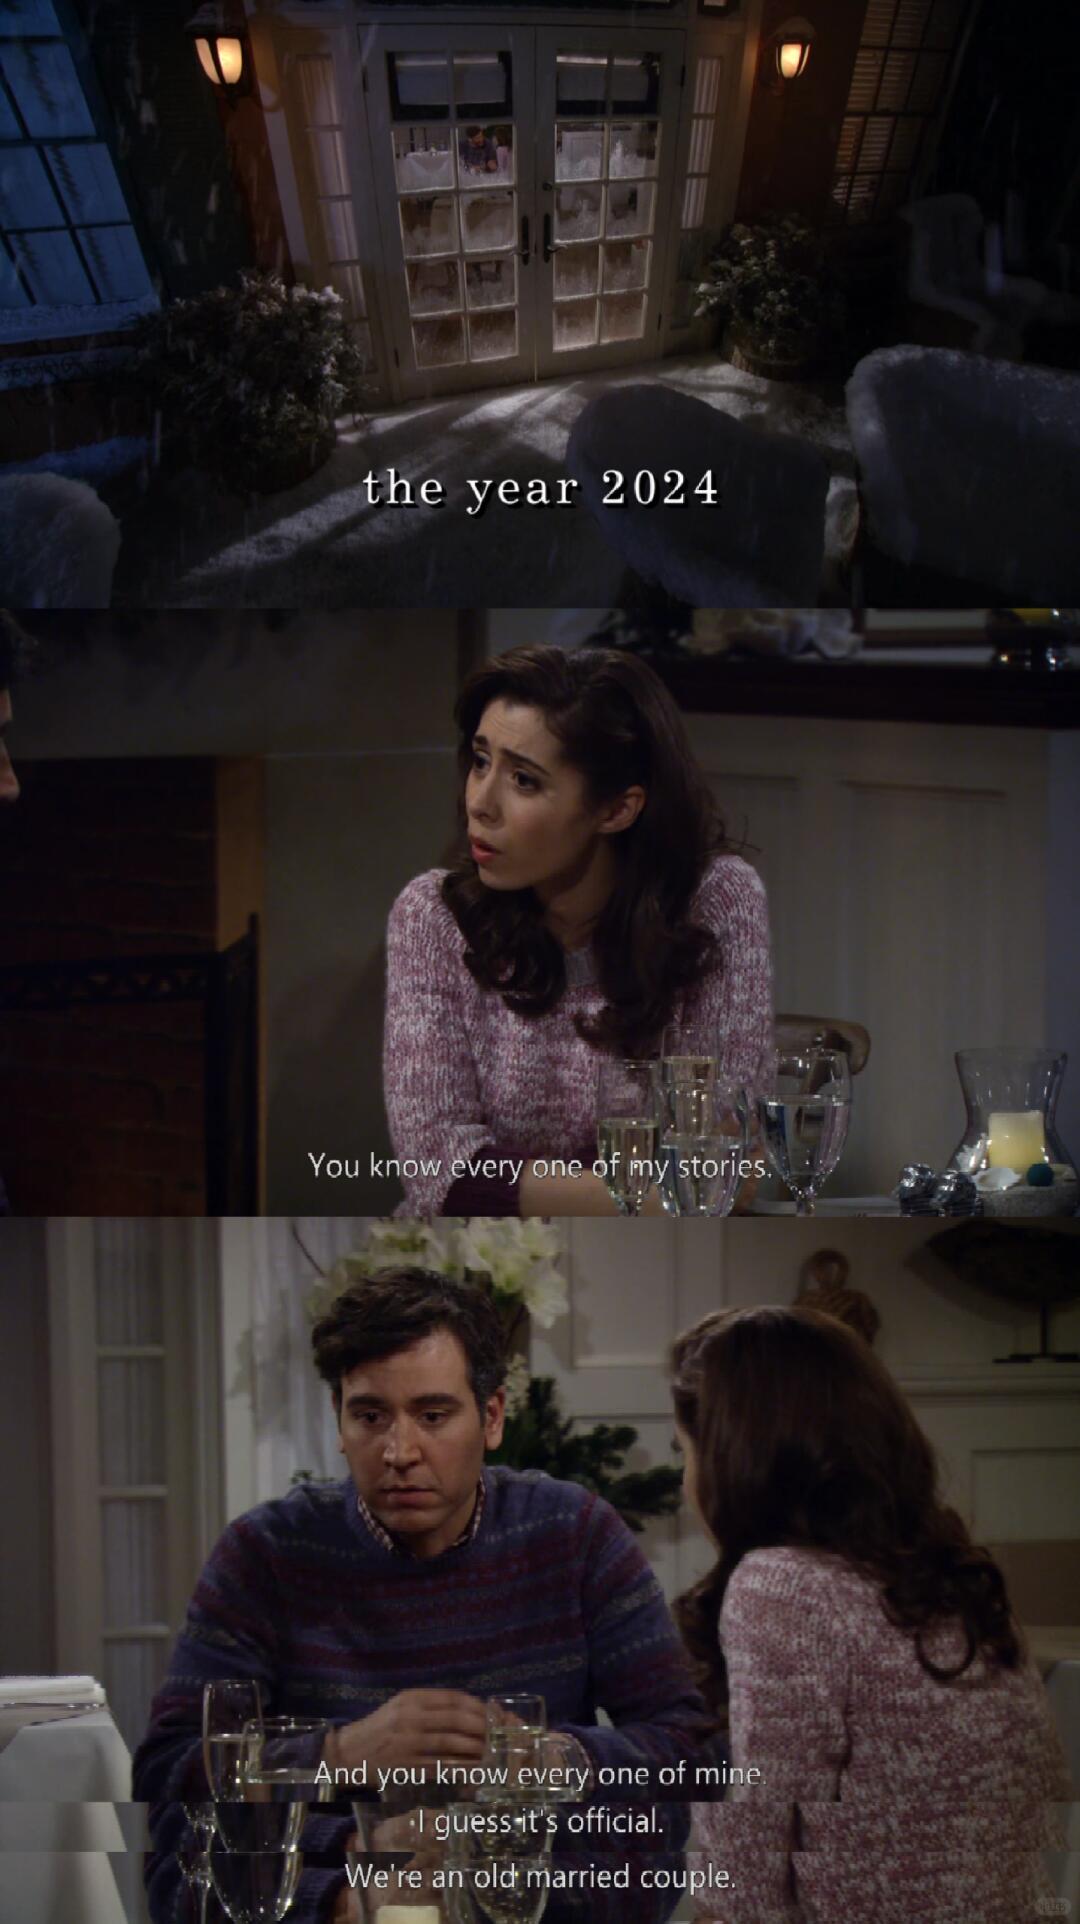 the year 2024
You know every one of my stories.
And you know every one of mine.
I guess it's official.
We're an old married couple.